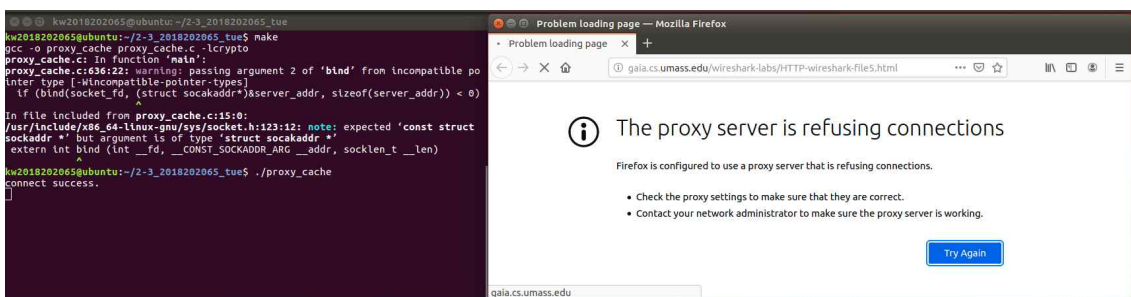 kw2018202065@ubuntu: ~/2-3_2018202065_tue
kw2018202065@ubuntu:~/2-3_2018202065_tue$ make
gcc -o proxy_cache proxy_cache.c -lcrypto
proxy_cache.c: In function ‘main’:
proxy_cache.c:636:22: warning: passing argument 2 of ‘bind’ from incompatible po
inter type [-Wincompatible-pointer-types]
if (bind(socket_fd, (struct socakaddr*)&server_addr, sizeof(server_addr)) < 0)
^
In file included from proxy_cache.c:15:0:
/usr/include/x86_64-linux-gnu/sys/socket.h:123:12: note: expected ‘const struct
sockaddr *’ but argument is of type ‘struct socakaddr *’
extern int bind (int __fd, __CONST_SOCKADDR_ARG __addr, socklen_t __len)
^
kw2018202065@ubuntu:~/2-3_2018202065_tue$ ./proxy_cache
connect success.
Problem loading page — Mozilla Firefox
Problem loading page
gaia.cs.umass.edu/wireshark-labs/HTTP-wireshark-file5.html
The proxy server is refusing connections
Firefox is configured to use a proxy server that is refusing connections.
• Check the proxy settings to make sure that they are correct.
• Contact your network administrator to make sure the proxy server is working.
Try Again
gaia.cs.umass.edu